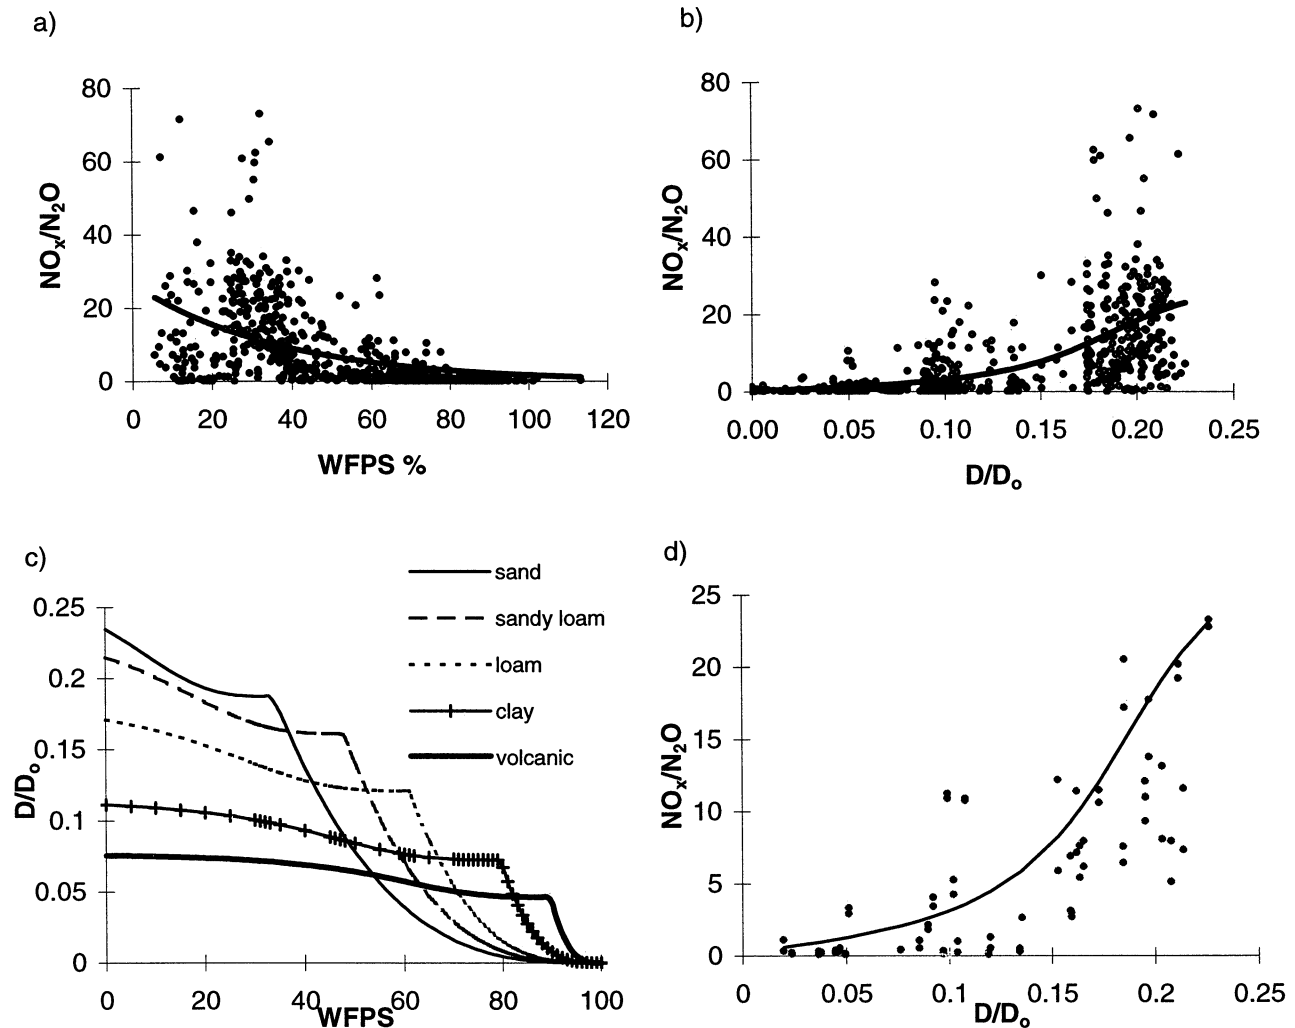 a)
80
60
40
20
0
NOx/N2O
0 20 40 60 80 100 120
WFPS %
b)
80
60
40
20
0
NOx/N2O
0.00 0.05 0.10 0.15 0.20 0.25
D/Do
c)
sand
sandy loam
loam
clay
volcanic
0.25
0.2
0.15
0.1
0.05
0
D/Do
0 20 40 60 80 100
WFPS
d)
25
20
15
10
5
0
NOx/N2O
0 0.05 0.1 0.15 0.2 0.25
D/Do